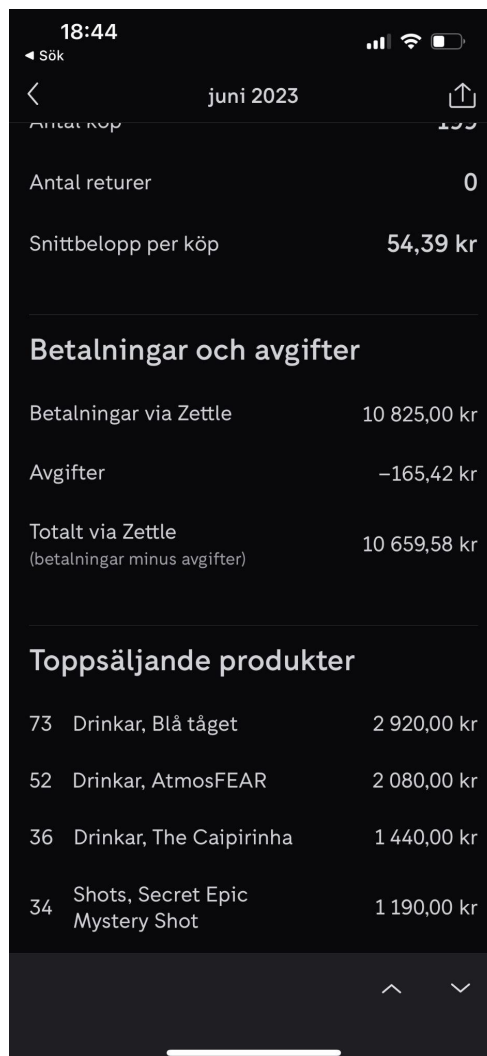 18:44
◀ Sök
juni 2023
Antal köp 199
Antal returer 0
Snittbelopp per köp 54,39 kr
Betalningar och avgifter
Betalningar via Zettle 10 825,00 kr
Avgifter −165,42 kr
Totalt via Zettle 10 659,58 kr
(betalningar minus avgifter)
Toppsäljande produkter
73 Drinkar, Blå tåget 2 920,00 kr
52 Drinkar, AtmosFEAR 2 080,00 kr
36 Drinkar, The Caipirinha 1 440,00 kr
34 Shots, Secret Epic 1 190,00 kr
Mystery Shot